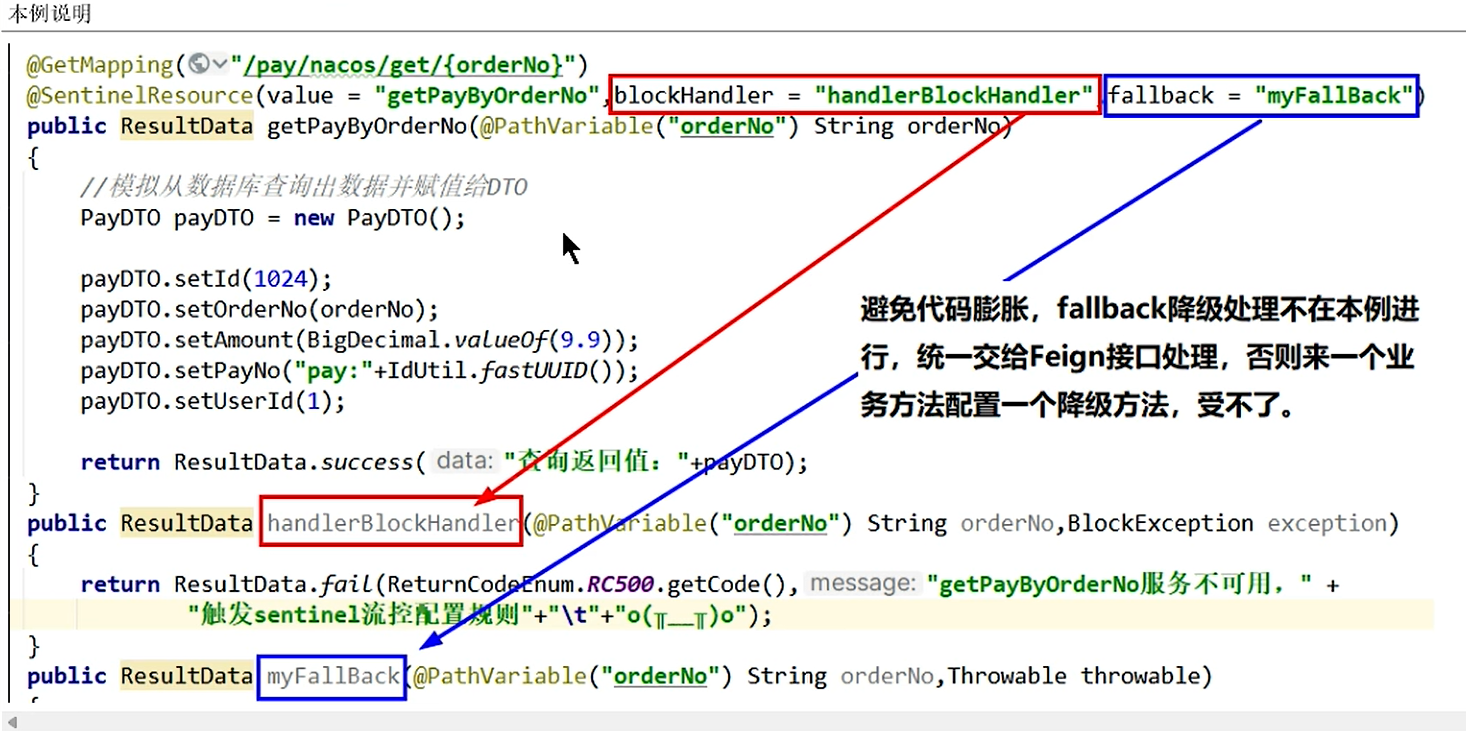 本例说明
@GetMapping("/pay/nacos/get/{orderNo}")
@SentinelResource(value = "getPayByOrderNo",blockHandler = "handlerBlockHandler",fallback = "myFallBack")
public ResultData getPayByOrderNo(@PathVariable("orderNo") String orderNo)
{
//模拟从数据库查询出数据并赋值给DTO
PayDTO payDTO = new PayDTO();
payDTO.setId(1024);
payDTO.setOrderNo(orderNo);
payDTO.setAmount(BigDecimal.valueOf(9.9));
payDTO.setPayNo("pay:"+IdUtil.fastUUID());
payDTO.setUserId(1);
避免代码膨胀，fallback降级处理不在本例进
行，统一交给Feign接口处理，否则来一个业
务方法配置一个降级方法，受不了。
return ResultData.success( data: "查询返回值："+payDTO);
}
public ResultData handlerBlockHandler(@PathVariable("orderNo") String orderNo,BlockException exception)
{
return ResultData.fail(ReturnCodeEnum.RC500.getCode(), message: "getPayByOrderNo服务不可用，" +
"触发sentinel流控配置规则"+"\t"+"o(╥﹏╥)o");
}
public ResultData myFallBack(@PathVariable("orderNo") String orderNo,Throwable throwable)
{